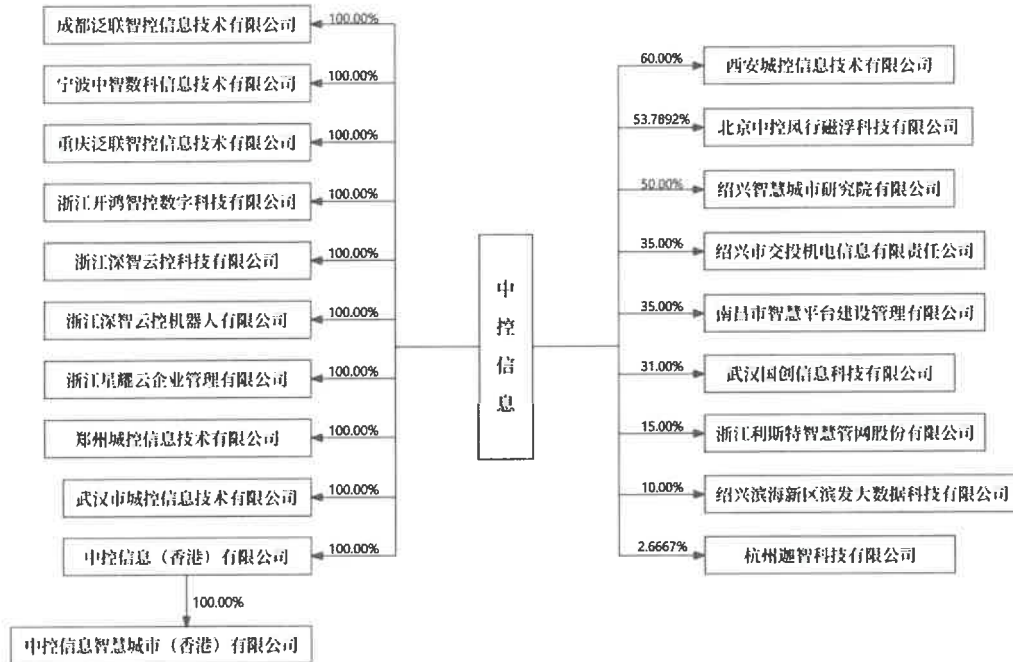 成都泛联智控信息技术有限公司
100.00%
宁波中智数科信息技术有限公司
100.00%
重庆泛联智控信息技术有限公司
100.00%
浙江开鸿智控数字科技有限公司
100.00%
浙江深智云控科技有限公司
100.00%
浙江深智云控机器人有限公司
100.00%
浙江星耀云企业管理有限公司
100.00%
郑州城控信息技术有限公司
100.00%
武汉市城控信息技术有限公司
100.00%
中控信息（香港）有限公司
100.00%
100.00%
中控信息智慧城市（香港）有限公司
中控信息
60.00%
西安城控信息技术有限公司
53.7892%
北京中控风行磁浮科技有限公司
50.00%
绍兴智慧城市研究院有限公司
35.00%
绍兴市交投机电信息有限责任公司
35.00%
南昌市智慧平台建设管理有限公司
31.00%
武汉国创信息科技有限公司
15.00%
浙江利斯特智慧管网股份有限公司
10.00%
绍兴滨海新区滨发大数据科技有限公司
2.6667%
杭州迦智科技有限公司